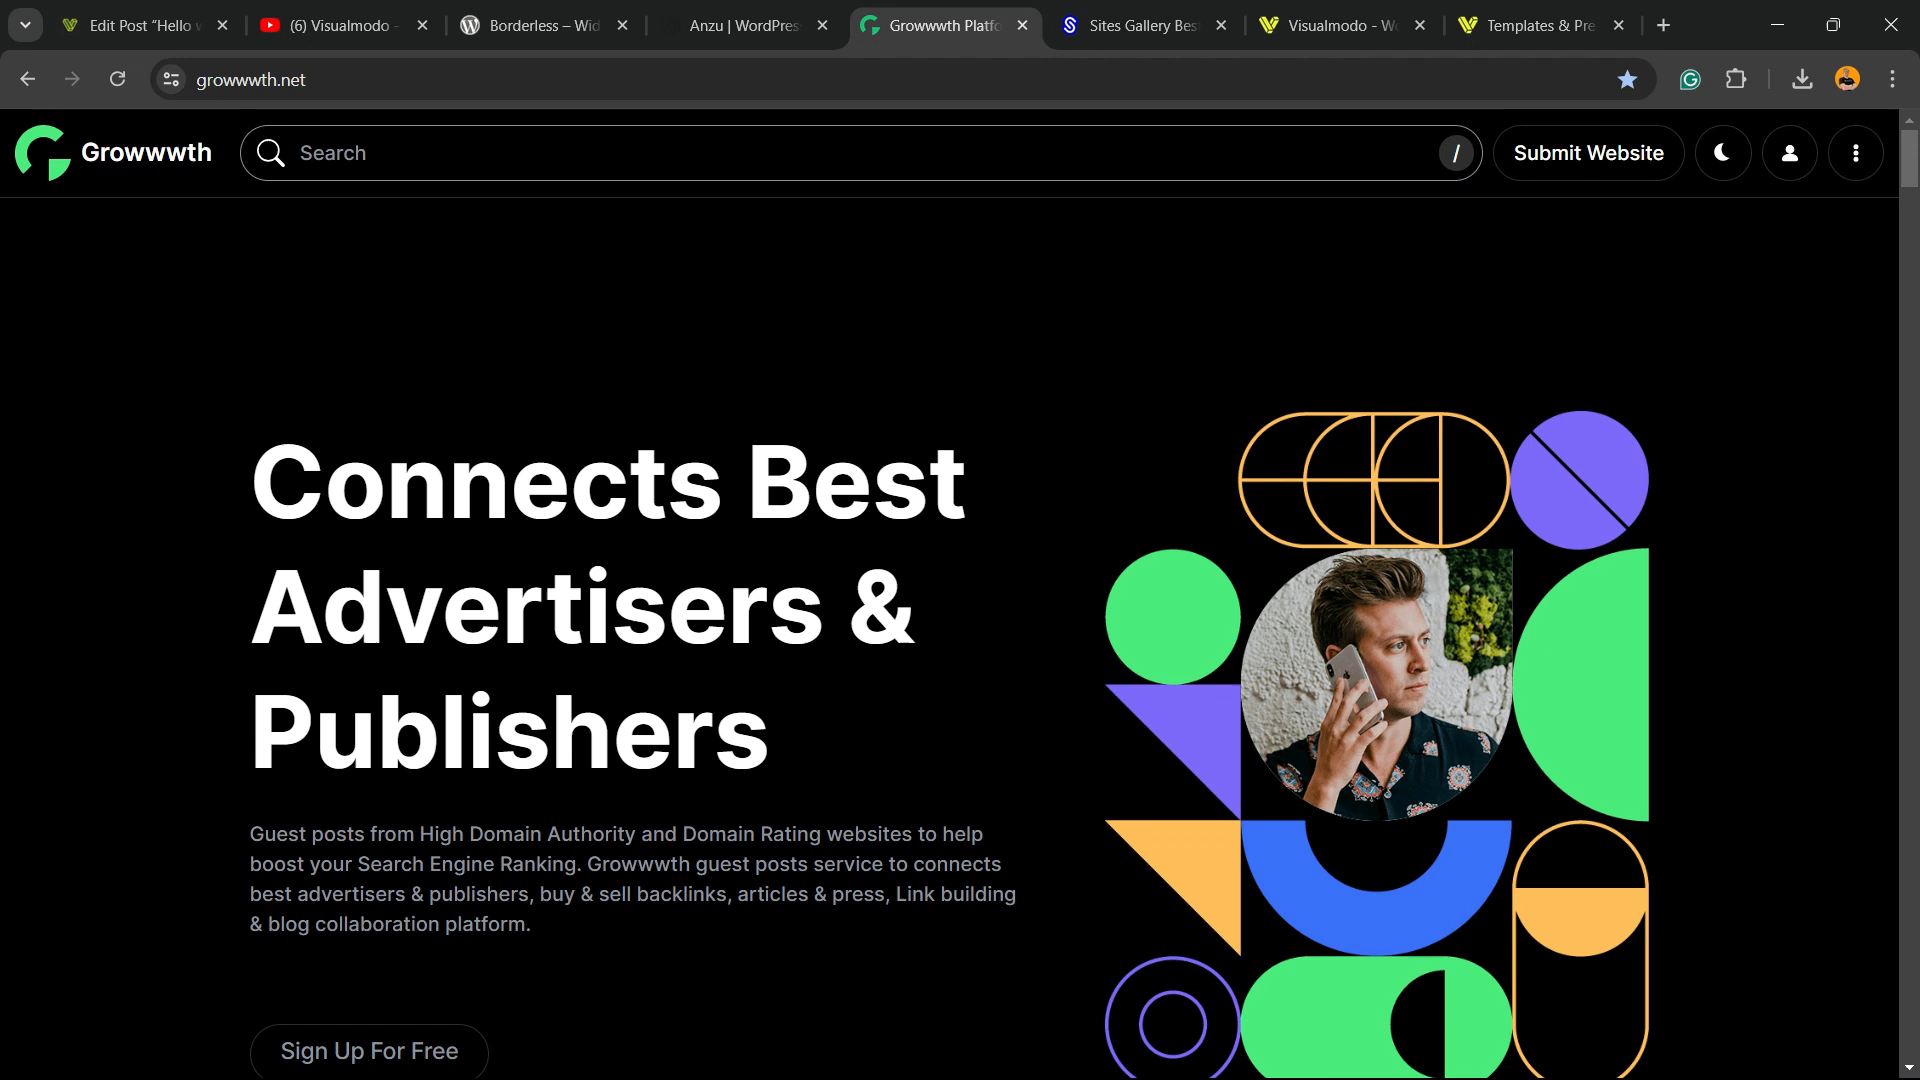 Edit Post “Hello
(6) Visualmodo -
Borderless – Wid
Anzu | WordPres
Growwwth Platfo
Sites Gallery Bes
Visualmodo - Wo
Templates & Pre
growwwth.net
Growwwth
Search
/
Submit Website
Connects Best
Advertisers &
Publishers
Guest posts from High Domain Authority and Domain Rating websites to help
boost your Search Engine Ranking. Growwwth guest posts service to connects
best advertisers & publishers, buy & sell backlinks, articles & press, Link building
& blog collaboration platform.
Sign Up For Free